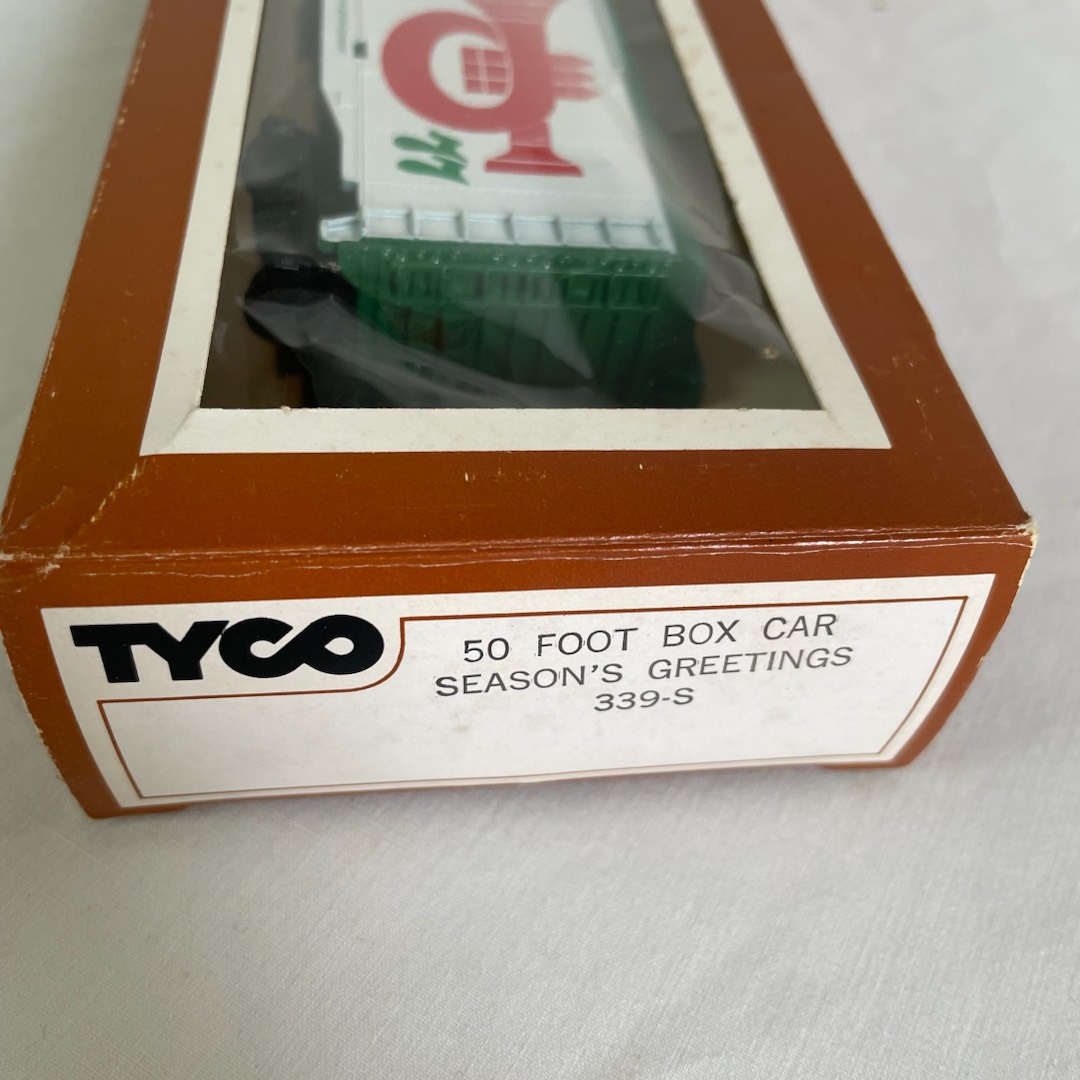 TYCO
50 FOOT BOX CAR
SEASON'S GREETINGS
339-S